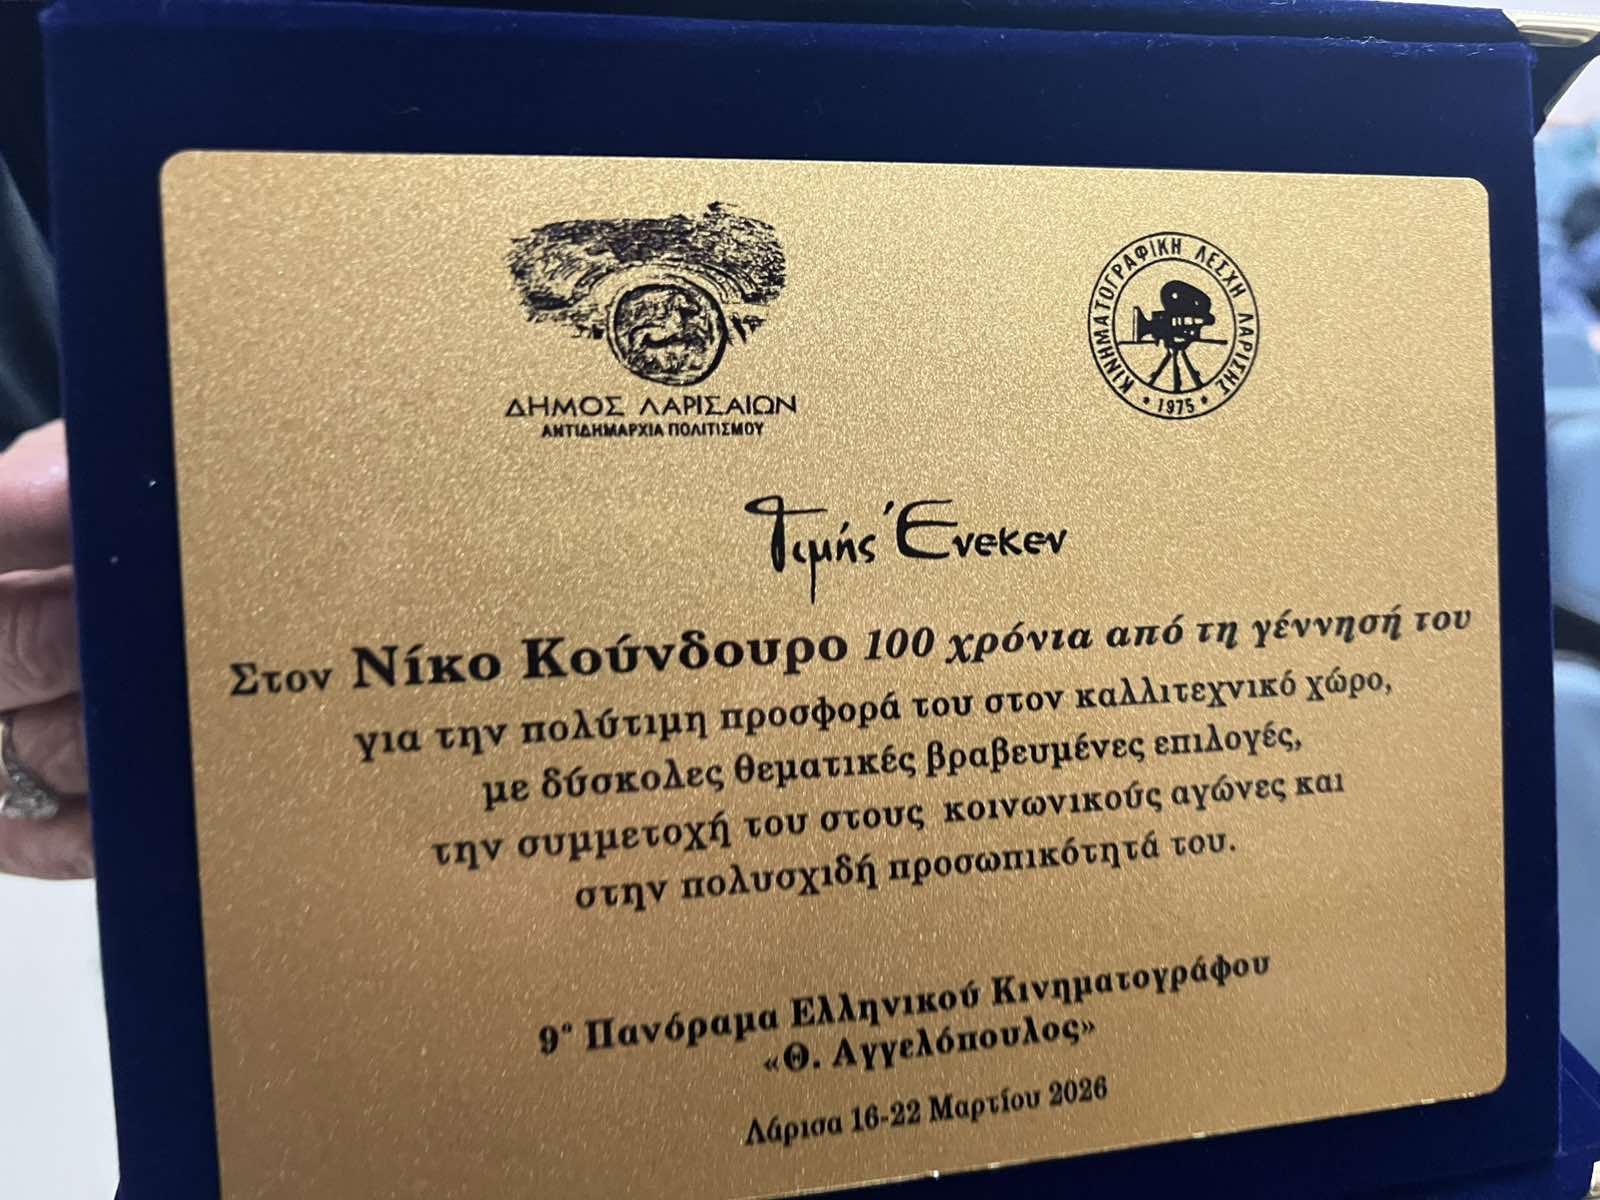 ΔΗΜΟΣ ΛΑΡΙΣΑΙΩΝ
ΑΝΤΙΔΗΜΑΡΧΙΑ ΠΟΛΙΤΙΣΜΟΥ
ΚΙΝΗΜΑΤΟΓΡΑΦΙΚΗ ΛΕΣΧΗ ΛΑΡΙΣΗΣ
• 1975 •
Τιμής Ένεκεν
Στον Νίκο Κούνδουρο 100 χρόνια από τη γέννησή του
για την πολύτιμη προσφορά του στον καλλιτεχνικό χώρο,
με δύσκολες θεματικές βραβευμένες επιλογές,
την συμμετοχή του στους κοινωνικούς αγώνες και
στην πολυσχιδή προσωπικότητά του.
9ο Πανόραμα Ελληνικού Κινηματογράφου
«Θ. Αγγελόπουλος»
Λάρισα 16-22 Μαρτίου 2026